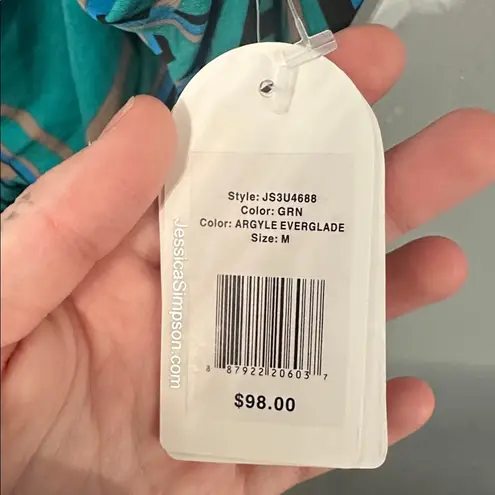 Style: JS3U4688
Color: GRN
Color: ARGYLE EVERGLADE
Size: M
8 87922 20603 7
$98.00
JessicaSimpson.com